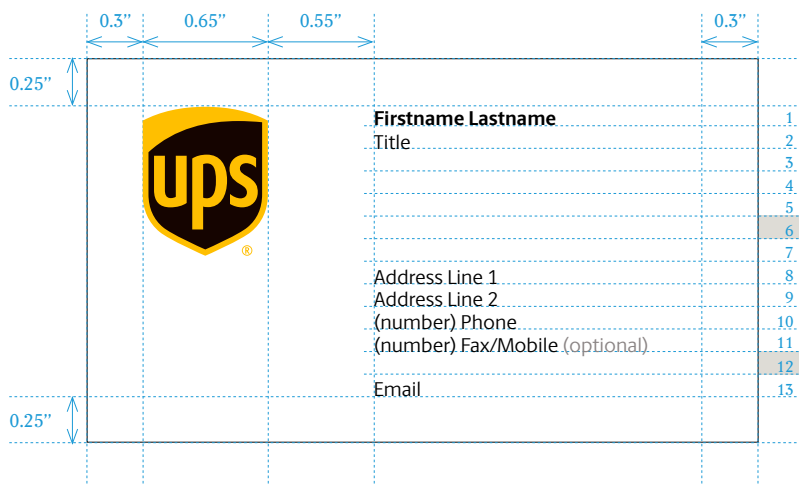 0.3” 0.65” 0.55” 0.3”
0.25”
Firstname Lastname 1
Title 2
3
4
5
ups
6
®
7
Address Line 1 8
Address Line 2 9
(number) Phone 10
(number) Fax/Mobile (optional) 11
12
Email 13
0.25”